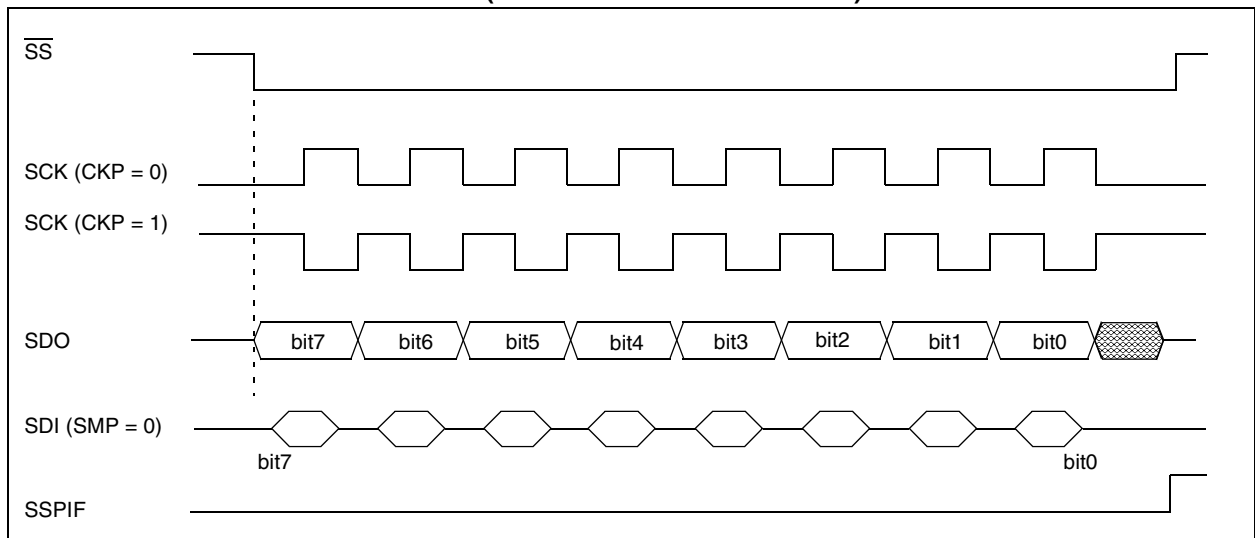 SS
SCK (CKP = 0)
SCK (CKP = 1)
SDO bit7 bit6 bit5 bit4 bit3 bit2 bit1 bit0
SDI (SMP = 0)
bit7 bit0
SSPIF